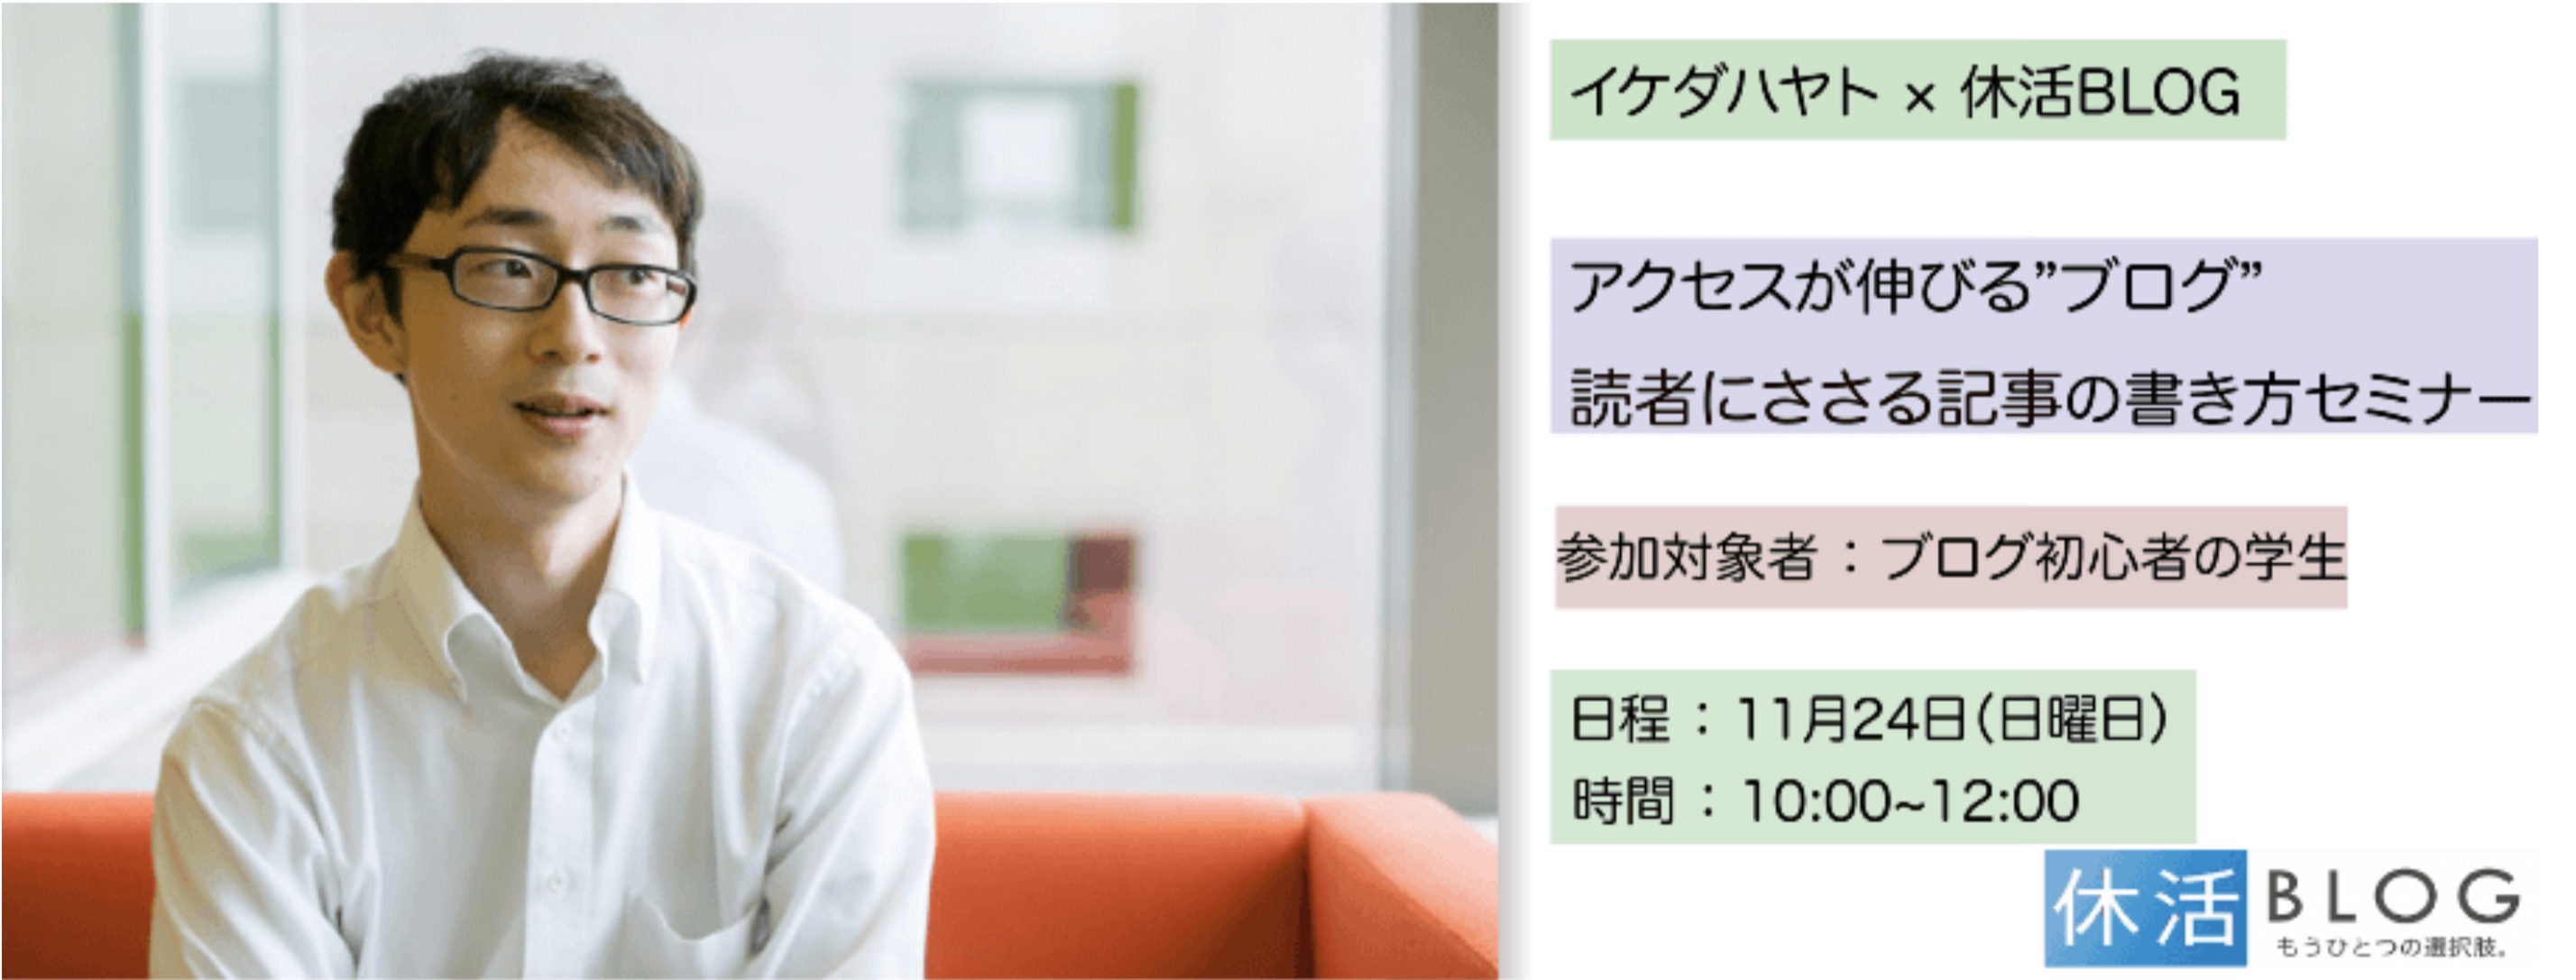 イケダハヤト × 休活BLOG
アクセスが伸びる”ブログ”
読者にささる記事の書き方セミナー
参加対象者：ブログ初心者の学生
日程：11月24日(日曜日)
時間：10:00~12:00
休活 BLOG
もうひとつの選択肢。